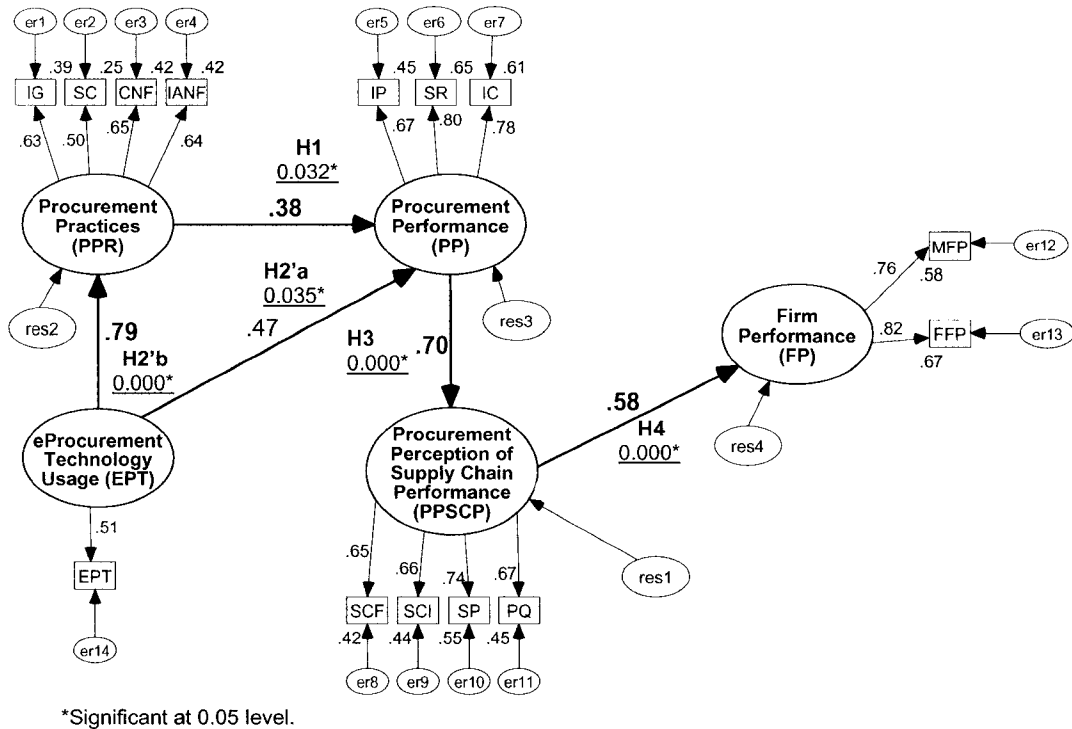 er1 er2 er3 er4
er5 er6 er7
.39 .25 .42 .42
.45 .65 .61
IG SC CNF IANF
IP SR IC
.63 .50 .65 .64
.67 .80 .78
H1
0.032*
.38
Procurement
Practices
(PPR)
Procurement
Performance
(PP)
res2
res3
H2'a
0.035*
.47
.79
H2'b
0.000*
H3
0.000*
.70
eProcurement
Technology
Usage (EPT)
.51
EPT
er14
Procurement
Perception of
Supply Chain
Performance
(PPSCP)
.58
H4
0.000*
Firm
Performance
(FP)
res4
.76
MFP
.58
er12
.82
FFP
.67
er13
res1
.65 .66 .74 .67
SCF SCI SP PQ
.42 .44 .55 .45
er8 er9 er10 er11
*Significant at 0.05 level.